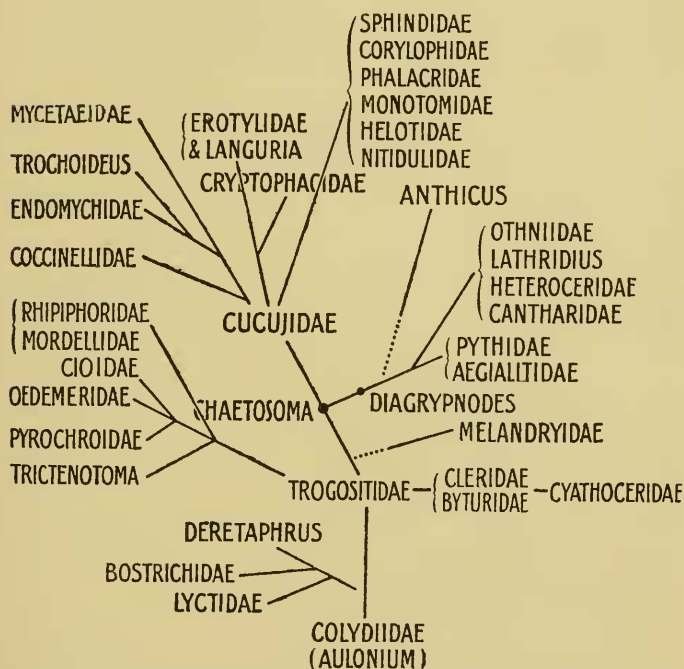 SPHINDIDAE
CORYLOPHIDAE
PHALACRIDAE
MONOTOMIDAE
HELOTIDAE
NITIDULIDAE
MYCETAEIDAE
EROTYLIDAE
& LANGURIA
CRYPTOPHAGIDAE
TROCHOIDEUS
ENDOMYCHIDAE
COCCINELLIDAE
ANTHICUS
OTHNIIDAE
LATHRIDIUS
HETEROCERIDAE
CANTHARIDAE
RHIPIPHORIDAE
MORDELLIDAE
CIOIDAE
OEDEMERIDAE
PYROCHROIDAE
TRICTENOTOMA
CUCUJIDAE
PYTHIDAE
AEGIALITIDAE
CHAETOSOMA
DIAGRYPNODES
MELANDRYIDAE
TROGOSITIDAE
CLERIDAE
BYTURIDAE
CYATHOCERIDAE
DERETAPHRUS
BOSTRICHIDAE
LYCTIDAE
COLYDIIDAE
(AULONIUM)